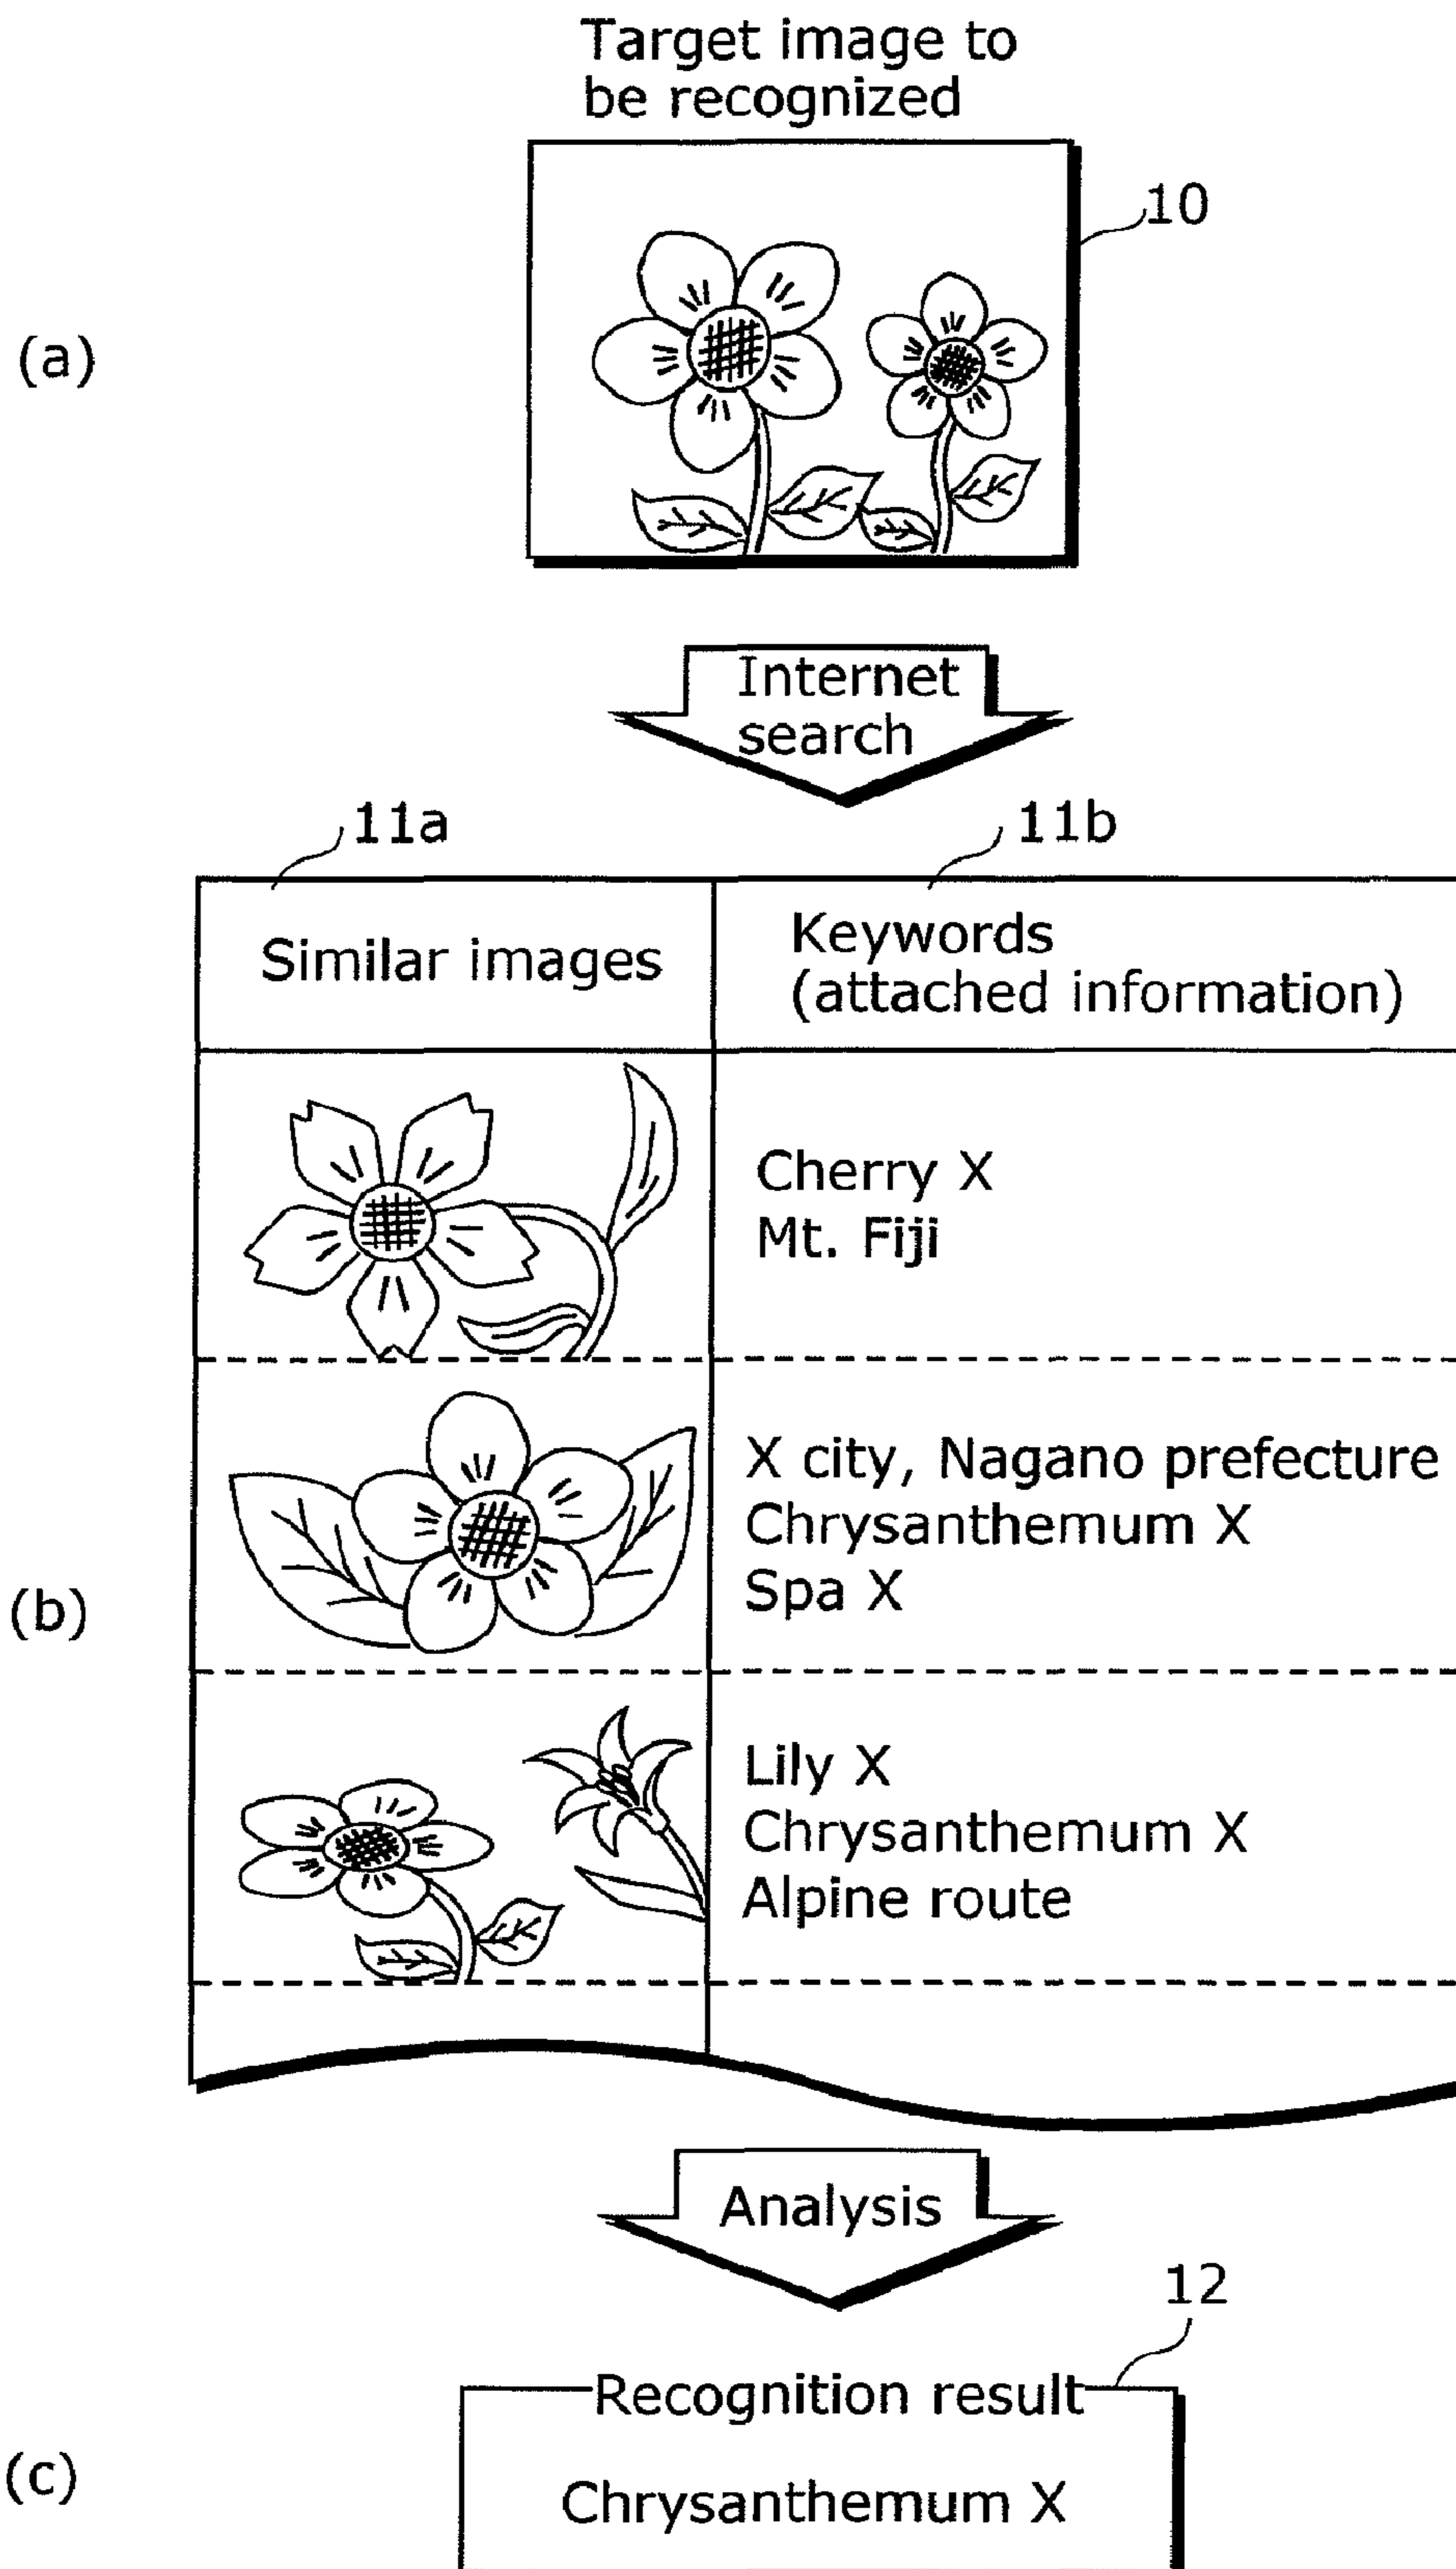 Target image to
be recognized
10
(a)
Internet
search
11a
11b
Similar images
Keywords
(attached information)
Cherry X
Mt. Fiji
X city, Nagano prefecture
Chrysanthemum X
Spa X
(b)
Lily X
Chrysanthemum X
Alpine route
Analysis
12
Recognition result
(c)
Chrysanthemum X